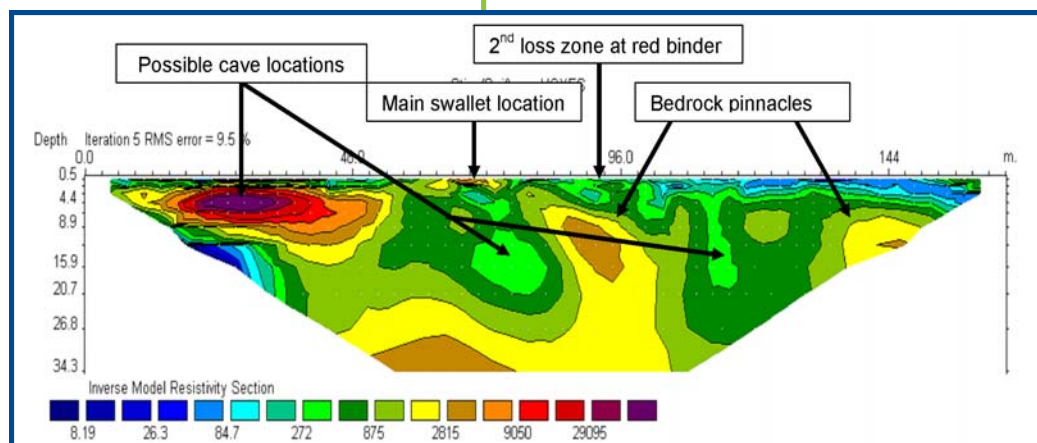 2nd loss zone at red binder
Possible cave locations
Main swallet location
Bedrock pinnacles
Depth Iteration 5 RMS error = 9.5 %
0.0 48.0 96.0 144 m.
0.5
4.4
8.9
15.9
20.7
26.8
34.3
Inverse Model Resistivity Section
8.19 26.3 84.7 272 875 2815 9050 29095